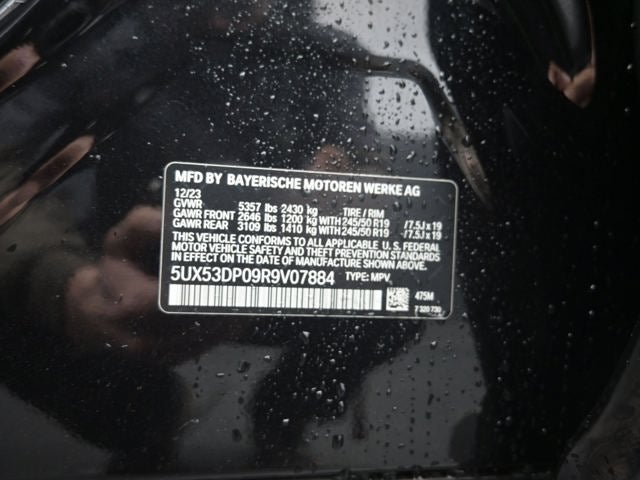 MFD BY BAYERISCHE MOTOREN WERKE AG
12/23
GVWR 5357 lbs 2430 kg TIRE / RIM
GAWR FRONT 2646 lbs 1200 kg WITH 245/50 R19 / 7.5J x 19
GAWR REAR 3109 lbs 1410 kg WITH 245/50 R19 / 7.5J x 19
THIS VEHICLE CONFORMS TO ALL APPLICABLE U. S. FEDERAL
MOTOR VEHICLE SAFETY AND THEFT PREVENTION STANDARDS
IN EFFECT ON THE DATE OF MANUFACTURE SHOWN ABOVE.
5UX53DP09R9V07884 TYPE: MPV
475M
7 320 730